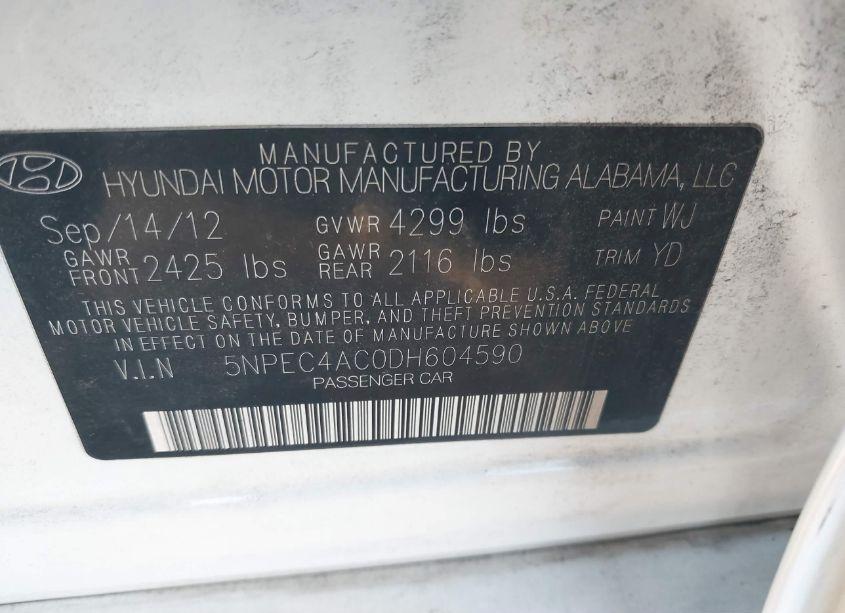 MANUFACTURED BY
HYUNDAI MOTOR MANUFACTURING ALABAMA, LLC
Sep/14/12 GVWR 4299 lbs PAINT WJ
GAWR FRONT 2425 lbs GAWR REAR 2116 lbs TRIM YD
THIS VEHICLE CONFORMS TO ALL APPLICABLE U.S.A. FEDERAL
MOTOR VEHICLE SAFETY, BUMPER, AND THEFT PREVENTION STANDARDS
IN EFFECT ON THE DATE OF MANUFACTURE SHOWN ABOVE
V.I.N 5NPEC4AC0DH604590
PASSENGER CAR